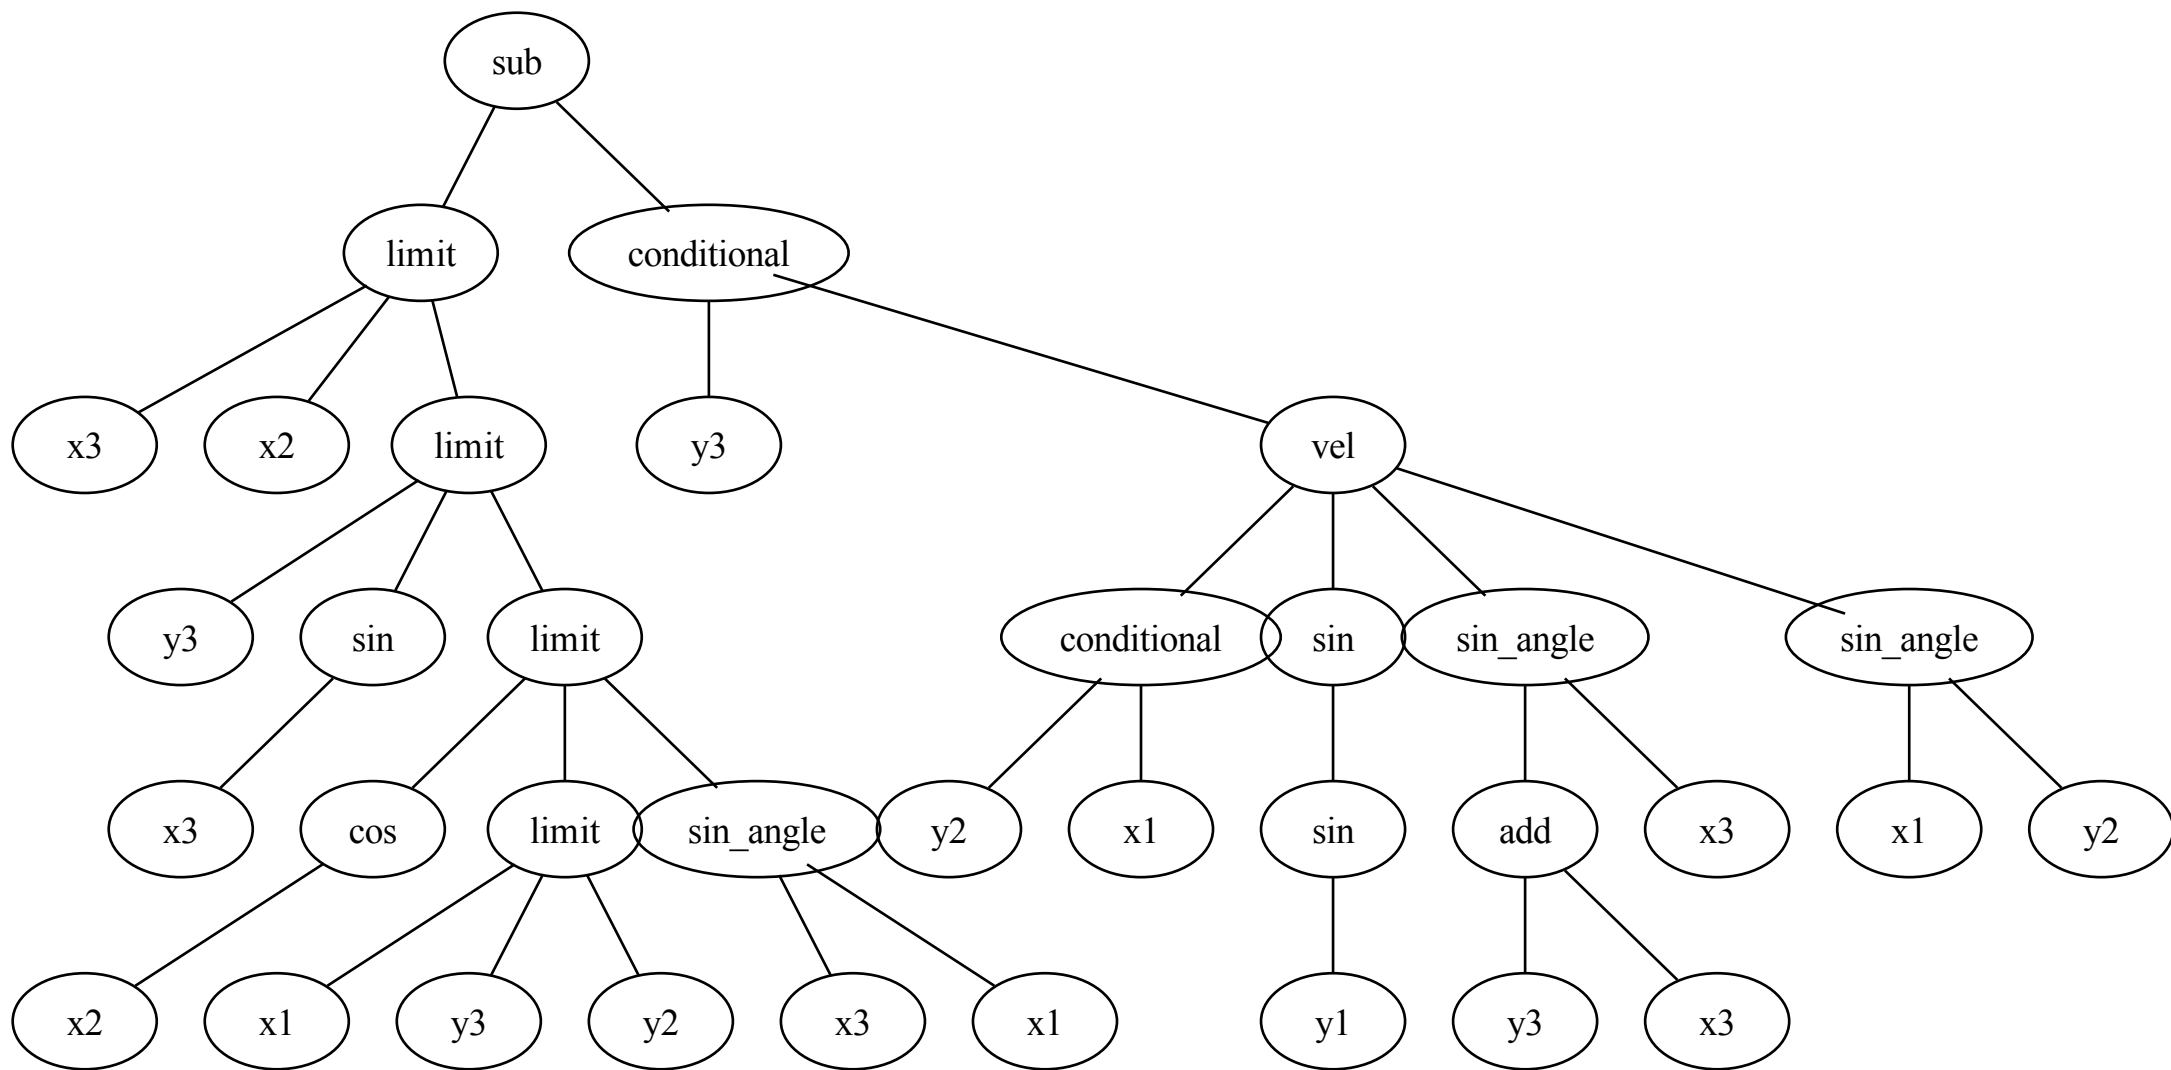 sub
limit conditional
x3 x2 limit y3 vel
y3 sin limit conditional sin sin_angle sin_angle
x3 cos limit sin_angle y2 x1 sin add x3 x1 y2
x2 x1 y3 y2 x3 x1 y1 y3 x3